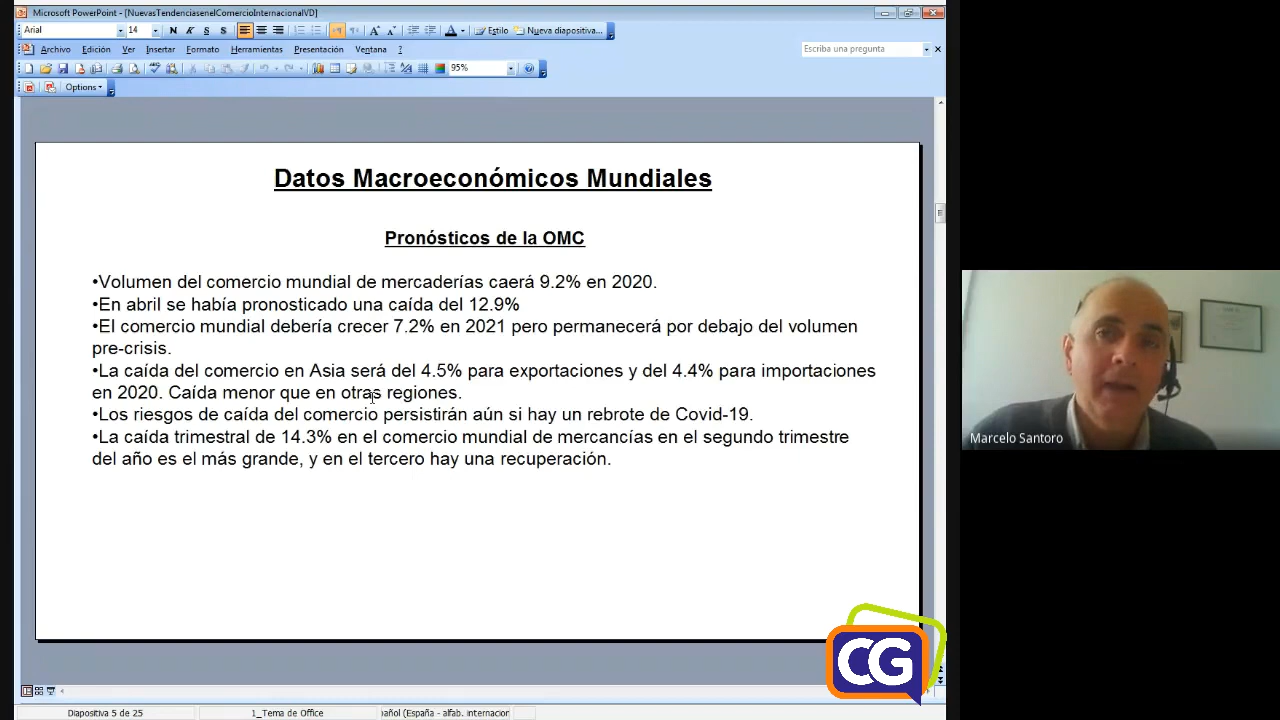 Microsoft PowerPoint - [NuevasTendenciasenelComercioInternacionalVD]
Arial 14 N K S S A A A Estilo Nueva diapositiva...
Archivo Edición Ver Insertar Formato Herramientas Presentación Ventana ? Escriba una pregunta
95%
Options
Datos Macroeconómicos Mundiales
Pronósticos de la OMC
•Volumen del comercio mundial de mercaderías caerá 9.2% en 2020.
•En abril se había pronosticado una caída del 12.9%
•El comercio mundial debería crecer 7.2% en 2021 pero permanecerá por debajo del volumen
pre-crisis.
•La caída del comercio en Asia será del 4.5% para exportaciones y del 4.4% para importaciones
en 2020. Caída menor que en otras regiones.
•Los riesgos de caída del comercio persistirán aún si hay un rebrote de Covid-19.
•La caída trimestral de 14.3% en el comercio mundial de mercancías en el segundo trimestre
del año es el más grande, y en el tercero hay una recuperación.
Marcelo Santoro
CG
Diapositiva 5 de 25 1_Tema de Office añol (España - alfab. internacion